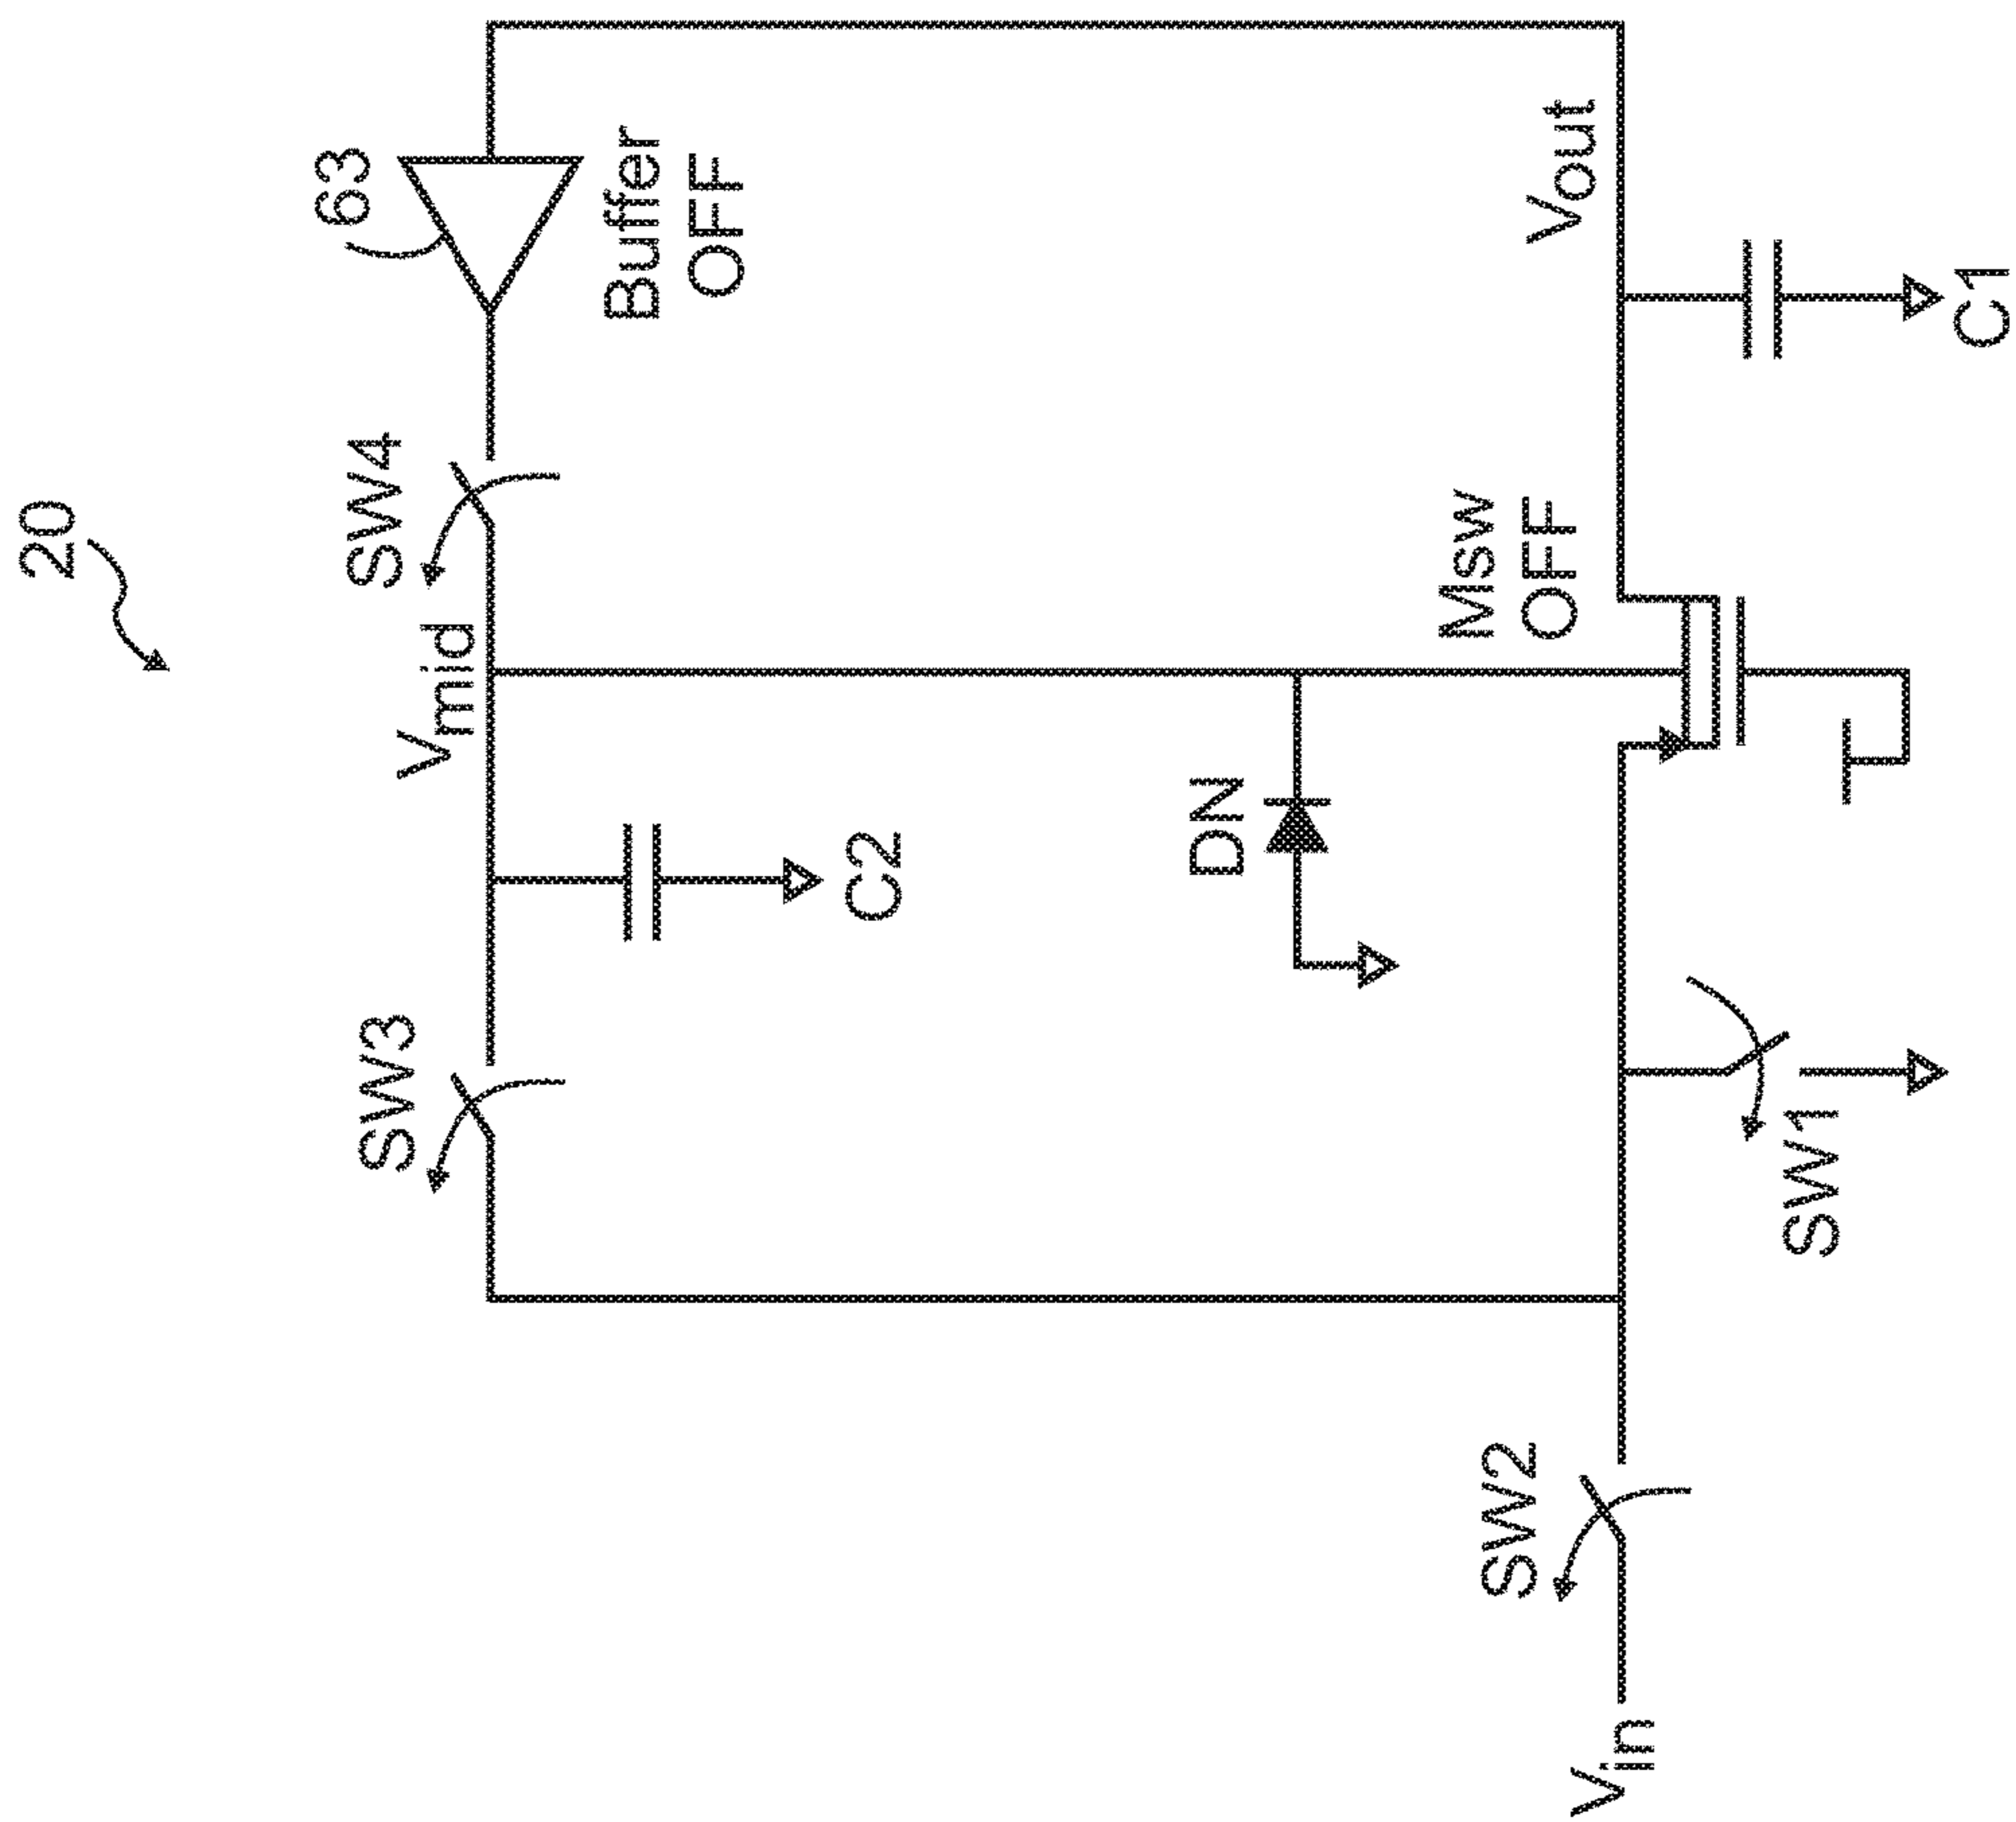 20
63
Buffer
OFF
SW4
Vmid
SW3
C2
DN
Msw
OFF
Vout
C1
SW1
SW2
Vin